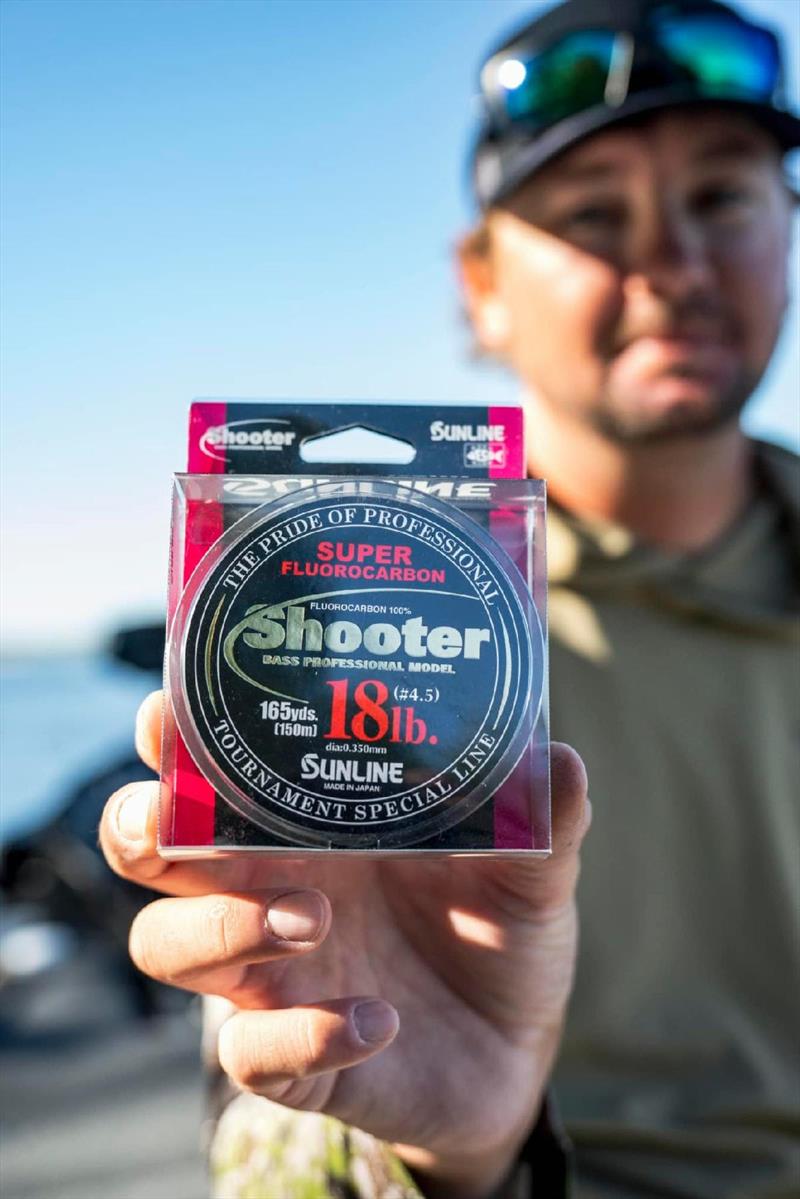 Shooter SUNLINE
SUNLINE
THE PRIDE OF PROFESSIONAL
SUPER
FLUOROCARBON
FLUOROCARBON 100%
Shooter
BASS PROFESSIONAL MODEL
165yds.
(150m)
18lb. (#4.5)
dia:0.350mm
SUNLINE
MADE IN JAPAN
TOURNAMENT SPECIAL LINE